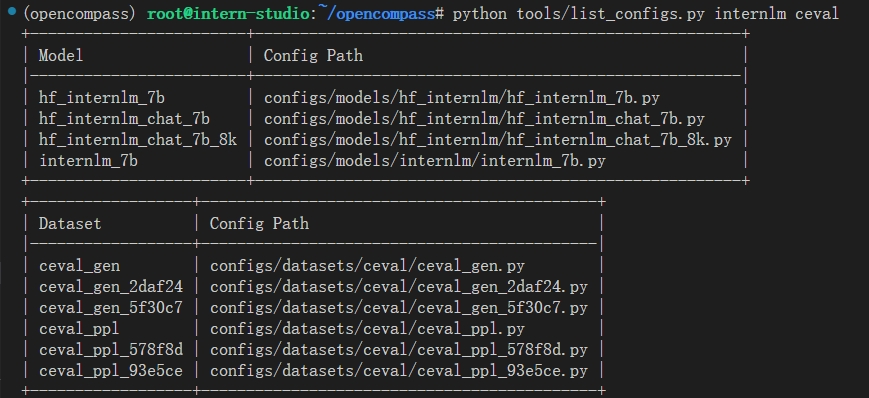 (opencompass) root@intern-studio:~/opencompass# python tools/list_configs.py internlm ceval
+--------------------------+--------------------------------------------------------+
| Model                    | Config Path                                            |
|--------------------------+--------------------------------------------------------|
| hf_internlm_7b           | configs/models/hf_internlm/hf_internlm_7b.py           |
| hf_internlm_chat_7b      | configs/models/hf_internlm/hf_internlm_chat_7b.py      |
| hf_internlm_chat_7b_8k   | configs/models/hf_internlm/hf_internlm_chat_7b_8k.py   |
| internlm_7b              | configs/models/internlm/internlm_7b.py                 |
+--------------------------+--------------------------------------------------------+
+--------------------+---------------------------------------------------+
| Dataset            | Config Path                                       |
|--------------------+---------------------------------------------------|
| ceval_gen          | configs/datasets/ceval/ceval_gen.py               |
| ceval_gen_2daf24   | configs/datasets/ceval/ceval_gen_2daf24.py        |
| ceval_gen_5f30c7   | configs/datasets/ceval/ceval_gen_5f30c7.py        |
| ceval_ppl          | configs/datasets/ceval/ceval_ppl.py               |
| ceval_ppl_578f8d   | configs/datasets/ceval/ceval_ppl_578f8d.py        |
| ceval_ppl_93e5ce   | configs/datasets/ceval/ceval_ppl_93e5ce.py        |
+--------------------+---------------------------------------------------+